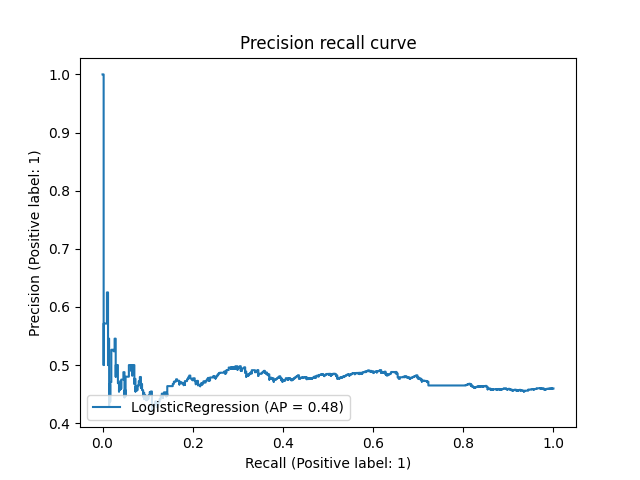 Precision recall curve
1.0
0.9
0.8
0.7
0.6
0.5
0.4
Precision (Positive label: 1)
LogisticRegression (AP = 0.48)
0.0 0.2 0.4 0.6 0.8 1.0
Recall (Positive label: 1)